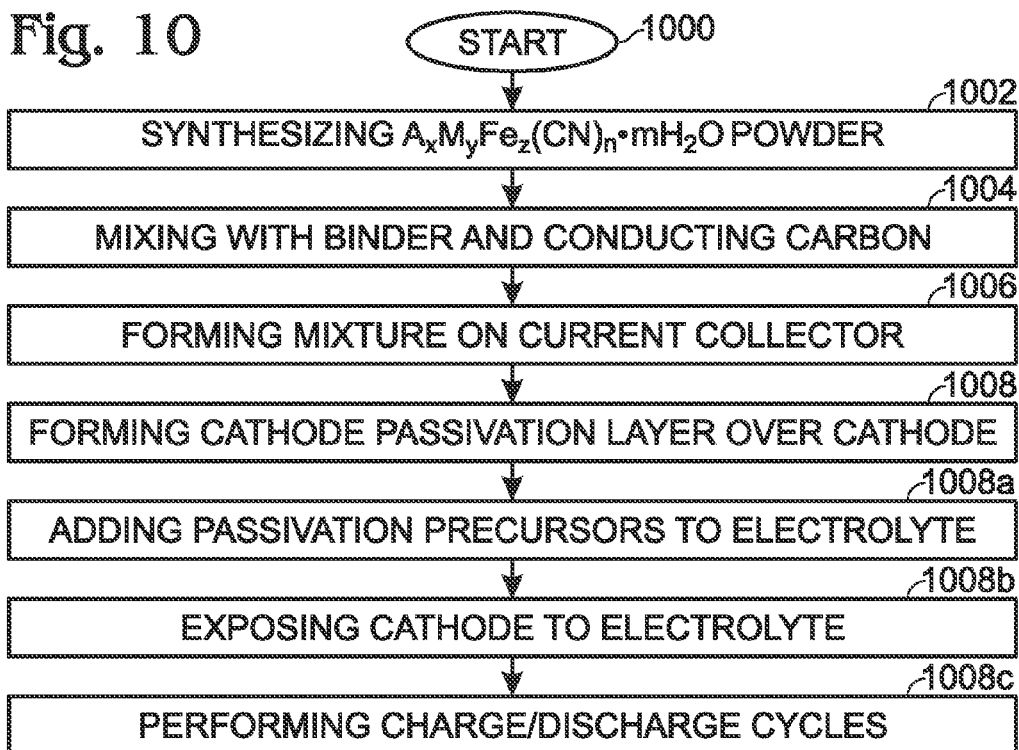 Fig. 10
START
1000
1002
SYNTHESIZING AₓMᵧFe_z(CN)ₙ•mH₂O POWDER
1004
MIXING WITH BINDER AND CONDUCTING CARBON
1006
FORMING MIXTURE ON CURRENT COLLECTOR
1008
FORMING CATHODE PASSIVATION LAYER OVER CATHODE
1008a
ADDING PASSIVATION PRECURSORS TO ELECTROLYTE
1008b
EXPOSING CATHODE TO ELECTROLYTE
1008c
PERFORMING CHARGE/DISCHARGE CYCLES